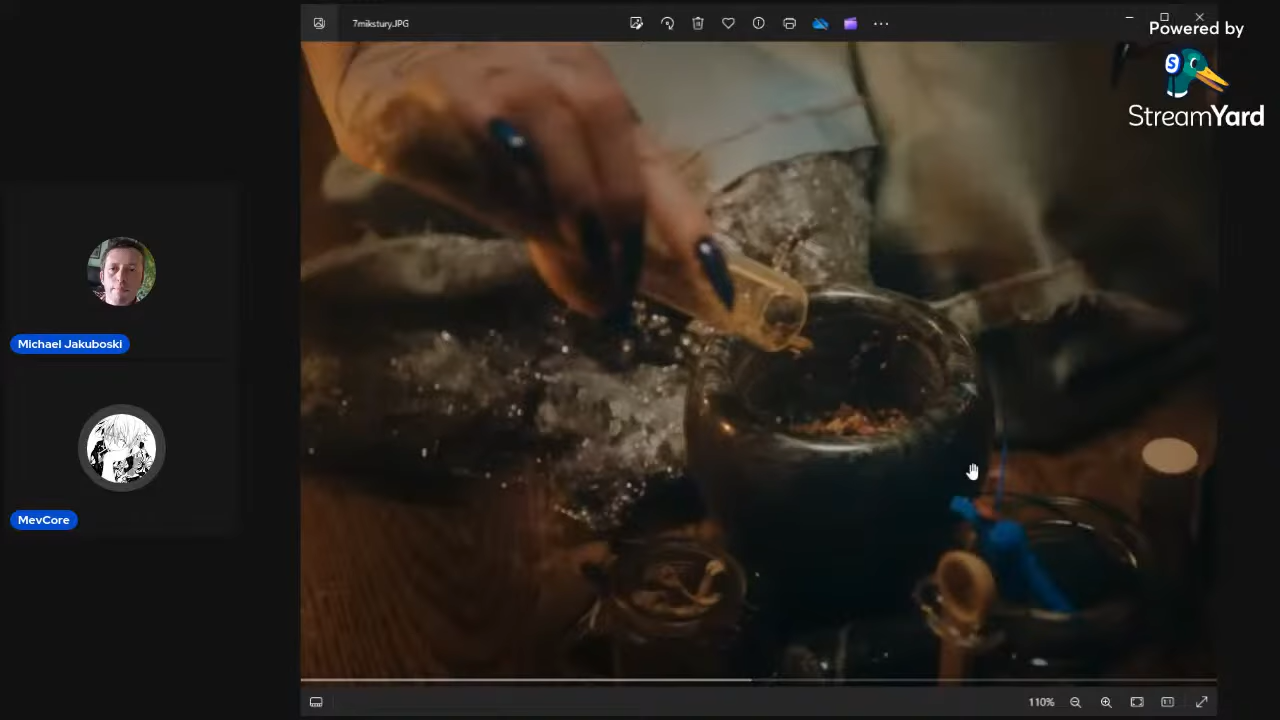 7mikstury.JPG
Powered by
S
StreamYard
Michael Jakuboski
MevCore
110%